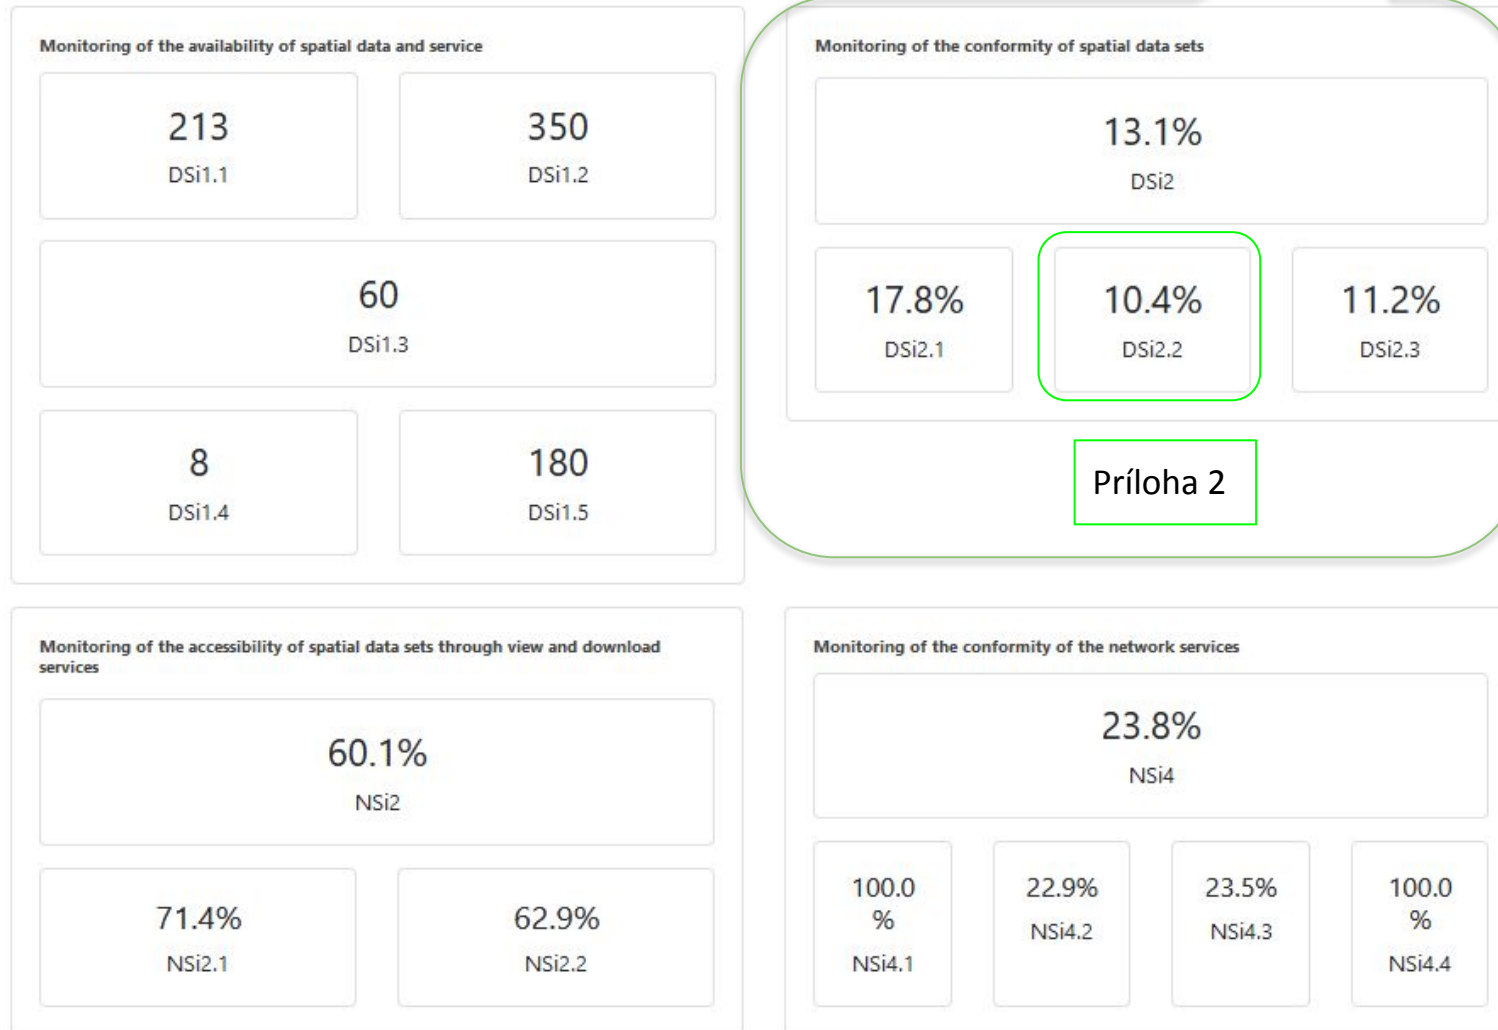 Monitoring of the availability of spatial data and service
213
DSi1.1
350
DSi1.2
60
DSi1.3
8
DSi1.4
180
DSi1.5
Monitoring of the conformity of spatial data sets
13.1%
DSi2
17.8%
DSi2.1
10.4%
DSi2.2
11.2%
DSi2.3
Príloha 2
Monitoring of the accessibility of spatial data sets through view and download
services
60.1%
NSi2
71.4%
NSi2.1
62.9%
NSi2.2
Monitoring of the conformity of the network services
23.8%
NSi4
100.0
%
NSi4.1
22.9%
NSi4.2
23.5%
NSi4.3
100.0
%
NSi4.4